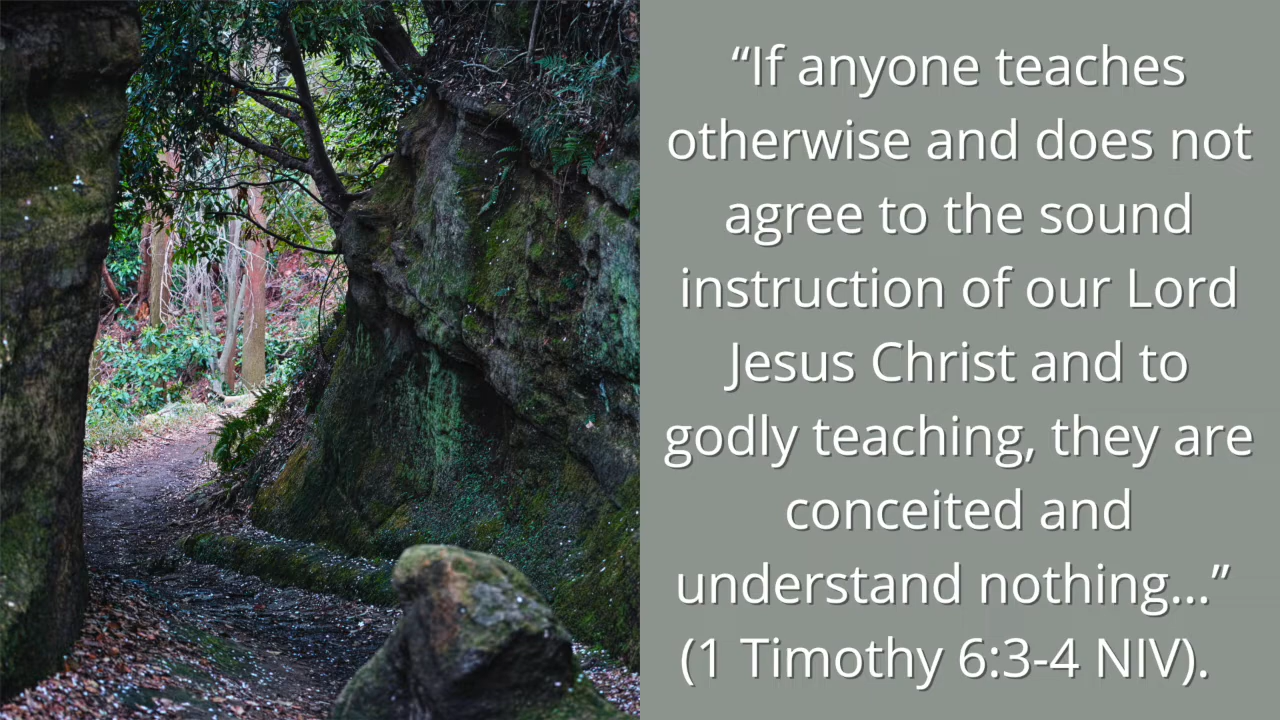 “If anyone teaches
otherwise and does not
agree to the sound
instruction of our Lord
Jesus Christ and to
godly teaching, they are
conceited and
understand nothing...”
(1 Timothy 6:3-4 NIV).